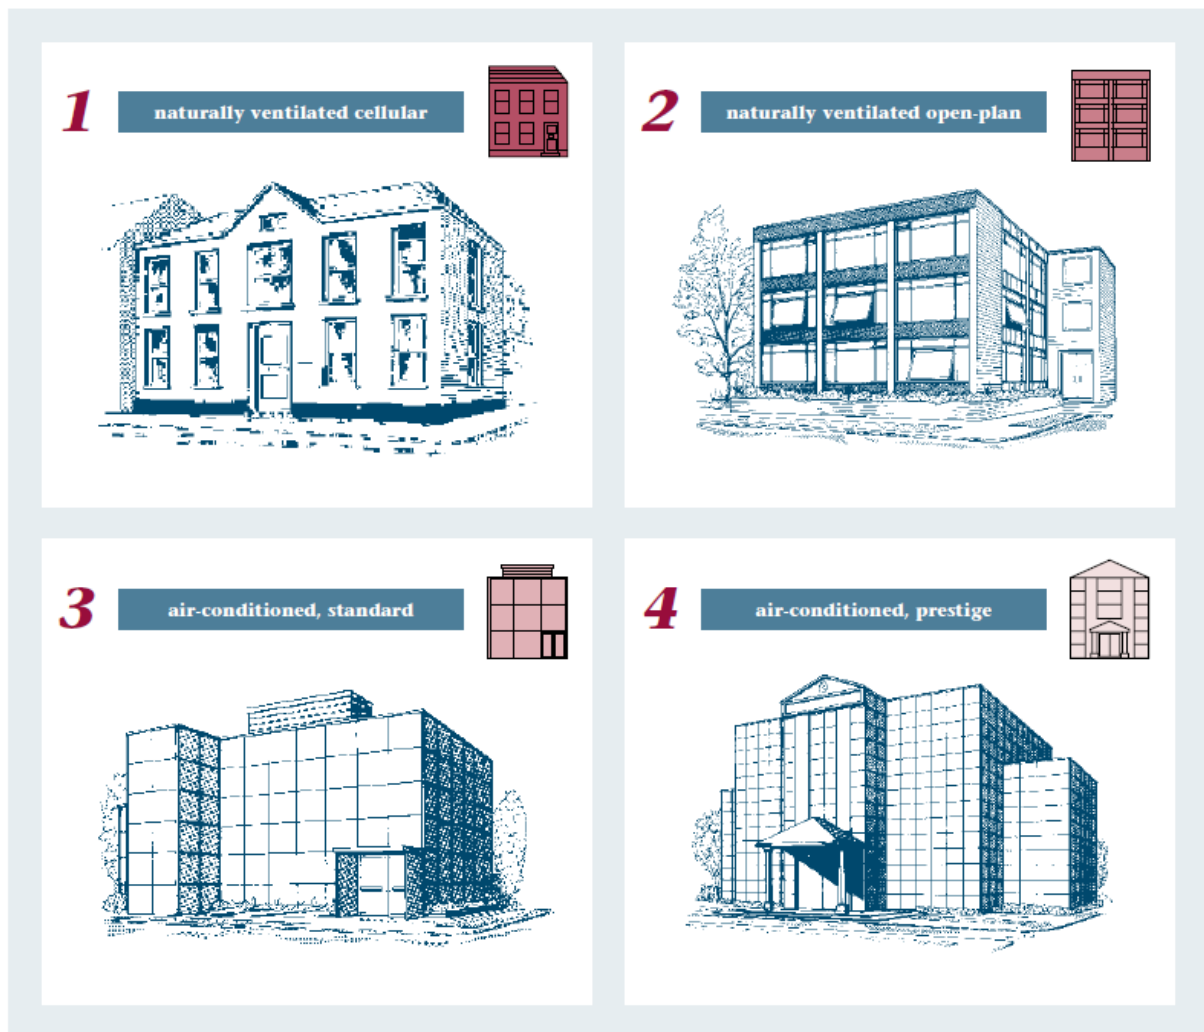 1
naturally ventilated cellular
2
naturally ventilated open-plan
3
air-conditioned, standard
4
air-conditioned, prestige